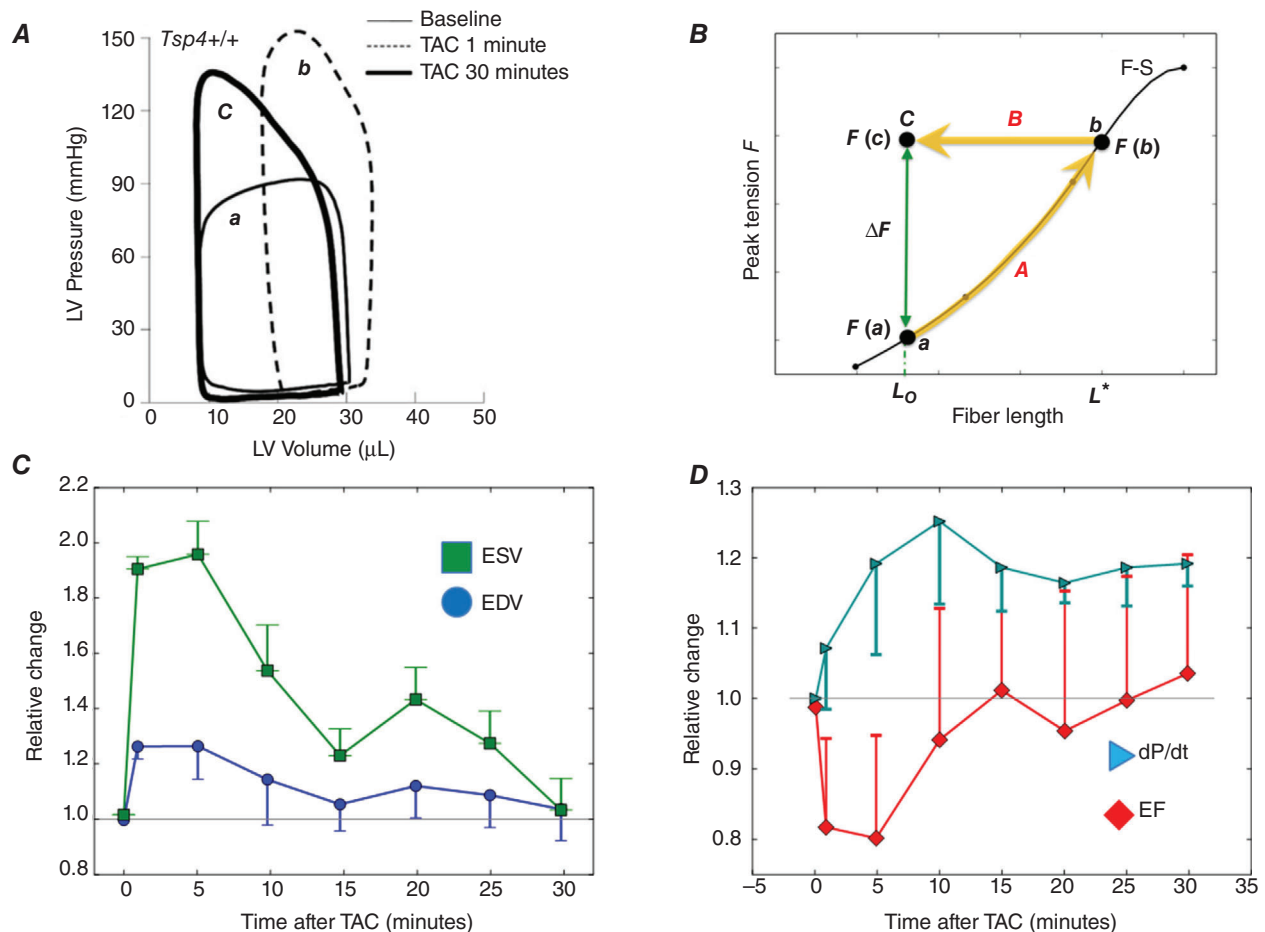 A
Tsp4+/+
Baseline
TAC 1 minute
TAC 30 minutes
150
120
90
60
30
0
LV Pressure (mmHg)
a
b
C
0 10 20 30 40 50
LV Volume (μL)
B
Peak tension F
F-S
C
B
b
F (c)
F (b)
ΔF
A
F (a)
a
Lo
L*
Fiber length
C
2.2
2.0
1.8
1.6
1.4
1.2
1.0
0.8
Relative change
ESV
EDV
0 5 10 15 20 25 30
Time after TAC (minutes)
D
1.3
1.2
1.1
1.0
0.9
0.8
Relative change
dP/dt
EF
–5 0 5 10 15 20 25 30 35
Time after TAC (minutes)